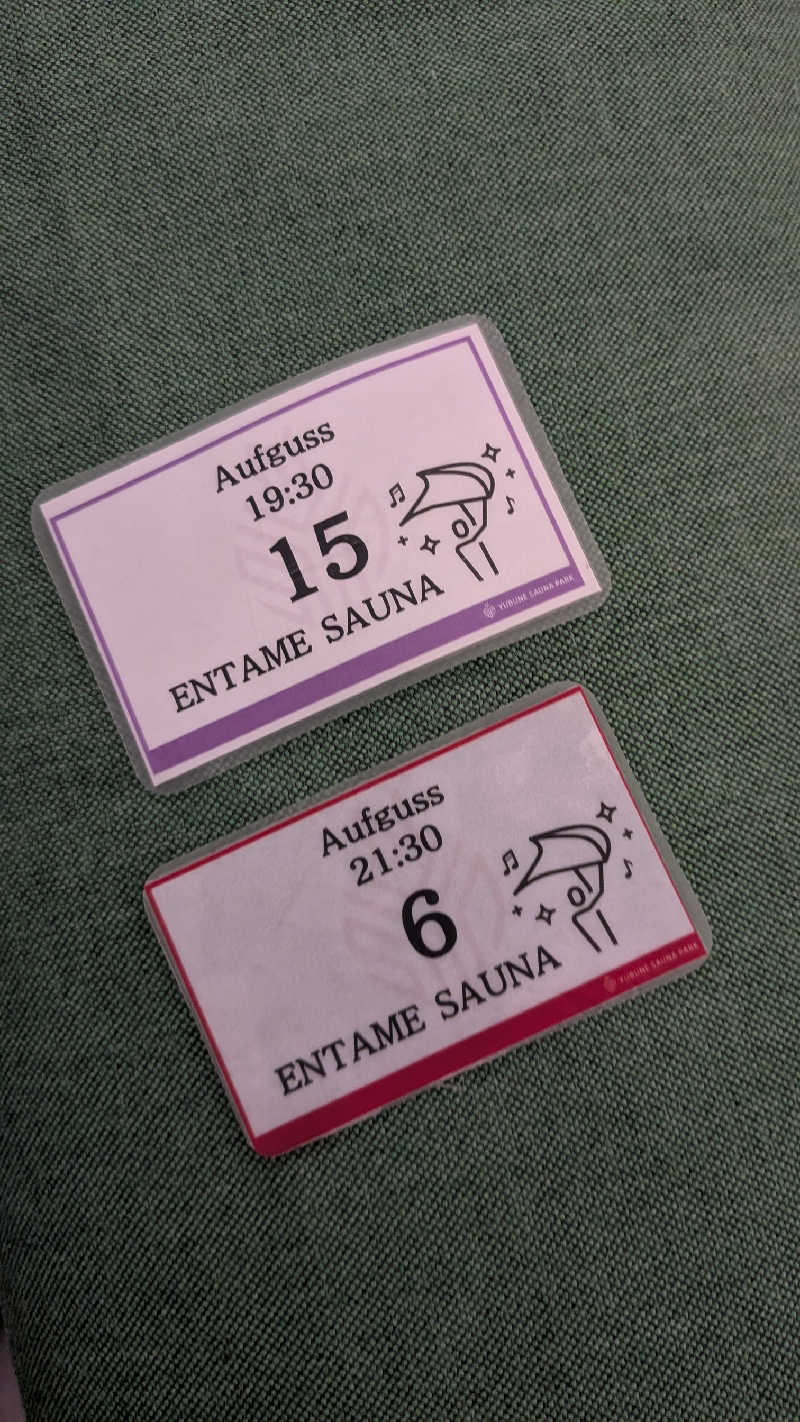 Aufguss
19:30
15
ENTAME SAUNA
YUBUNE SAUNA PARK
Aufguss
21:30
6
ENTAME SAUNA
YUBUNE SAUNA PARK